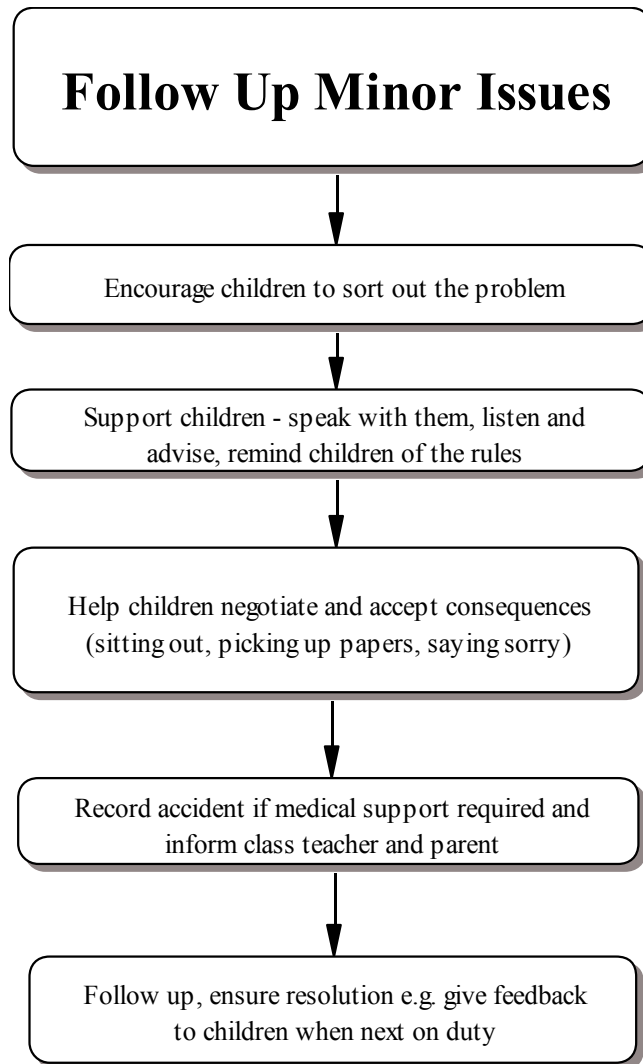 Follow Up Minor Issues
Encourage children to sort out the problem
Support children - speak with them, listen and
advise, remind children of the rules
Help children negotiate and accept consequences
(sitting out, picking up papers, saying sorry)
Record accident if medical support required and
inform class teacher and parent
Follow up, ensure resolution e.g. give feedback
to children when next on duty